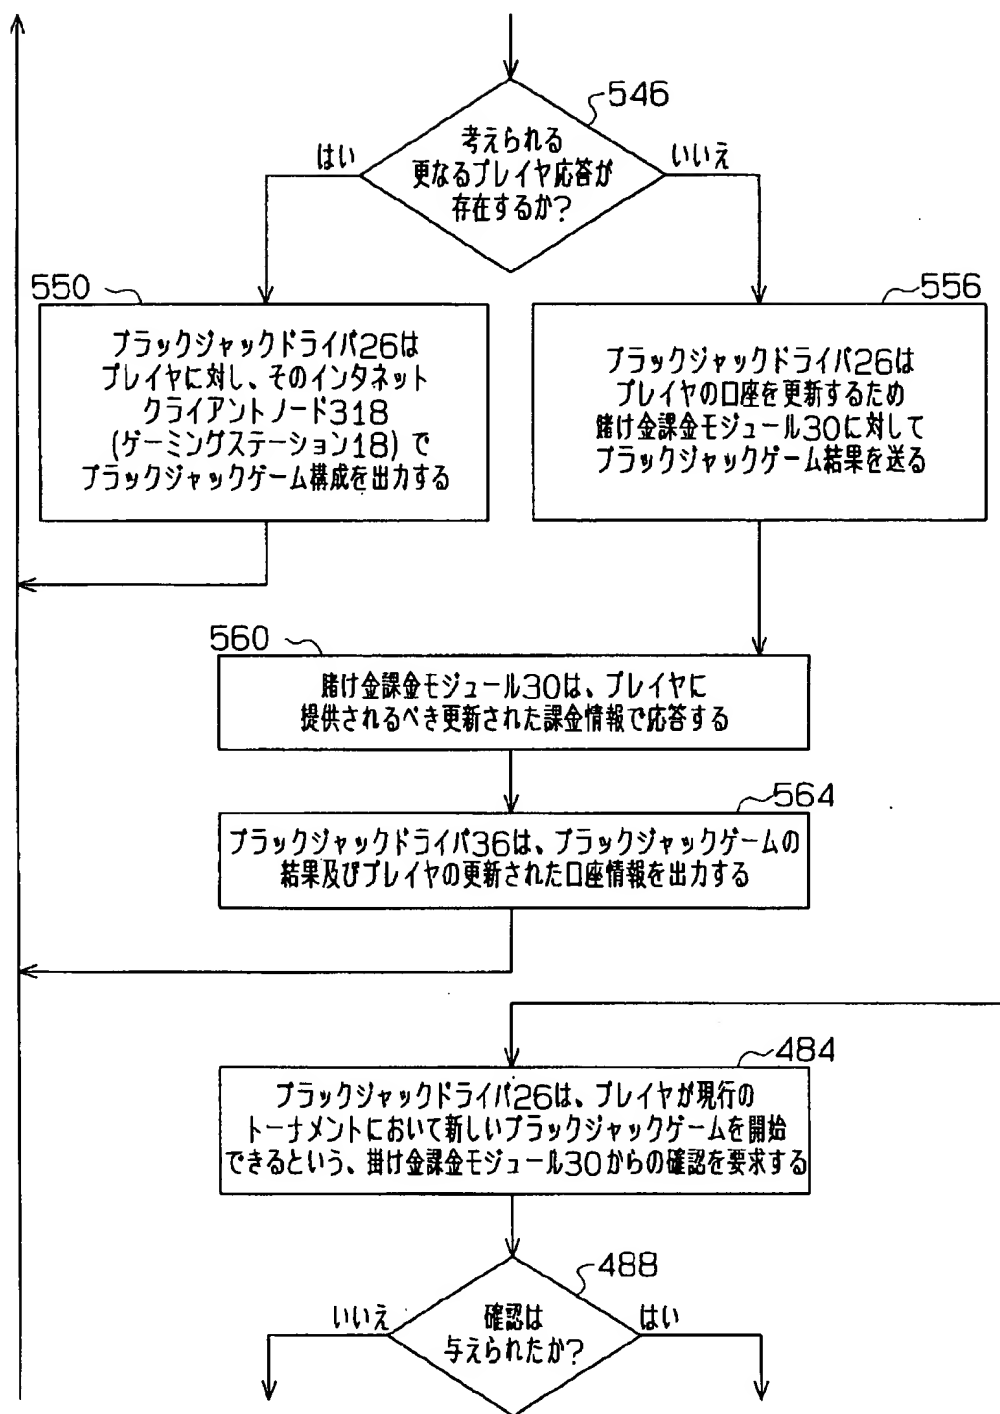 546
考えられる
更なるプレイヤ応答が
存在するか?
はい
いいえ
550
ブラックジャックドライバ26は
プレイヤに対し、そのインタネット
クライアントノード318
(ゲーミングステーション18)で
ブラックジャックゲーム構成を出力する
556
ブラックジャックドライバ26は
プレイヤの口座を更新するため
賭け金課金モジュール30に対して
ブラックジャックゲーム結果を送る
560
賭け金課金モジュール30は、プレイヤに
提供されるべき更新された課金情報で応答する
564
ブラックジャックドライバ36は、ブラックジャックゲームの
結果及びプレイヤの更新された口座情報を出力する
484
ブラックジャックドライバ26は、プレイヤが現行の
トーナメントにおいて新しいブラックジャックゲームを開始
できるという、掛け金課金モジュール30からの確認を要求する
488
確認は
与えられたか?
いいえ
はい